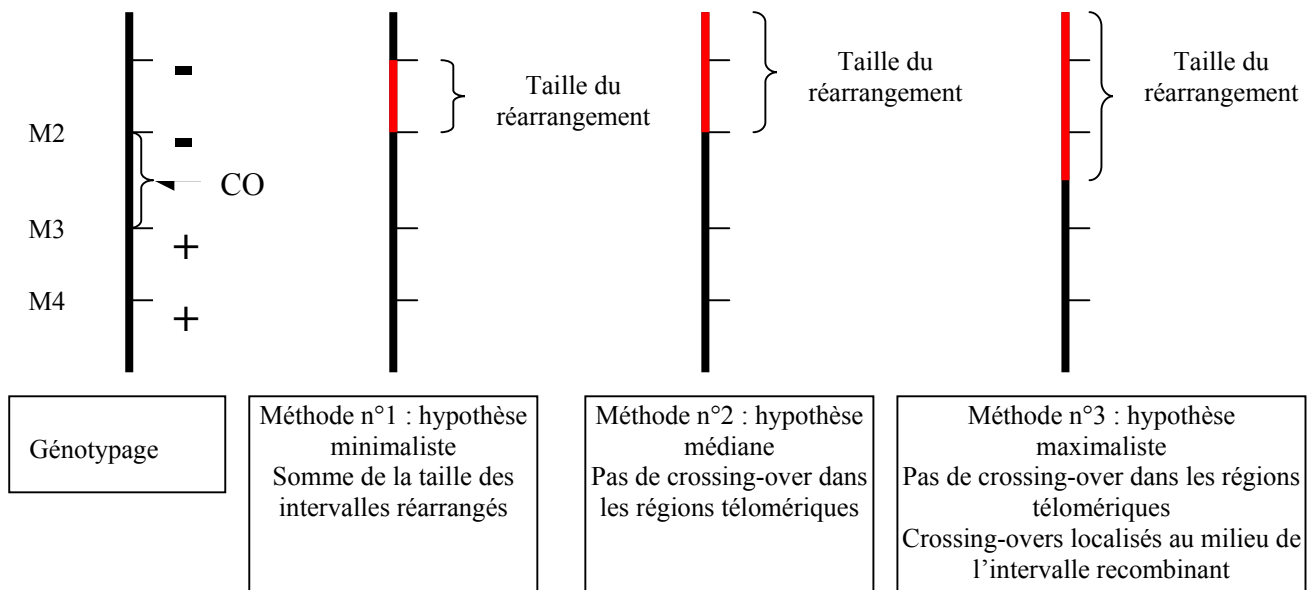 Taille du
réarrangement
Taille du
réarrangement
Taille du
réarrangement
-
M2
-
CO
M3
+
M4
+
Génotypage
Méthode n°1 : hypothèse
minimaliste
Somme de la taille des
intervalles réarrangés
Méthode n°2 : hypothèse
médiane
Pas de crossing-over dans
les régions télomériques
Méthode n°3 : hypothèse
maximaliste
Pas de crossing-over dans les régions
télomériques
Crossing-overs localisés au milieu de
l’intervalle recombinant